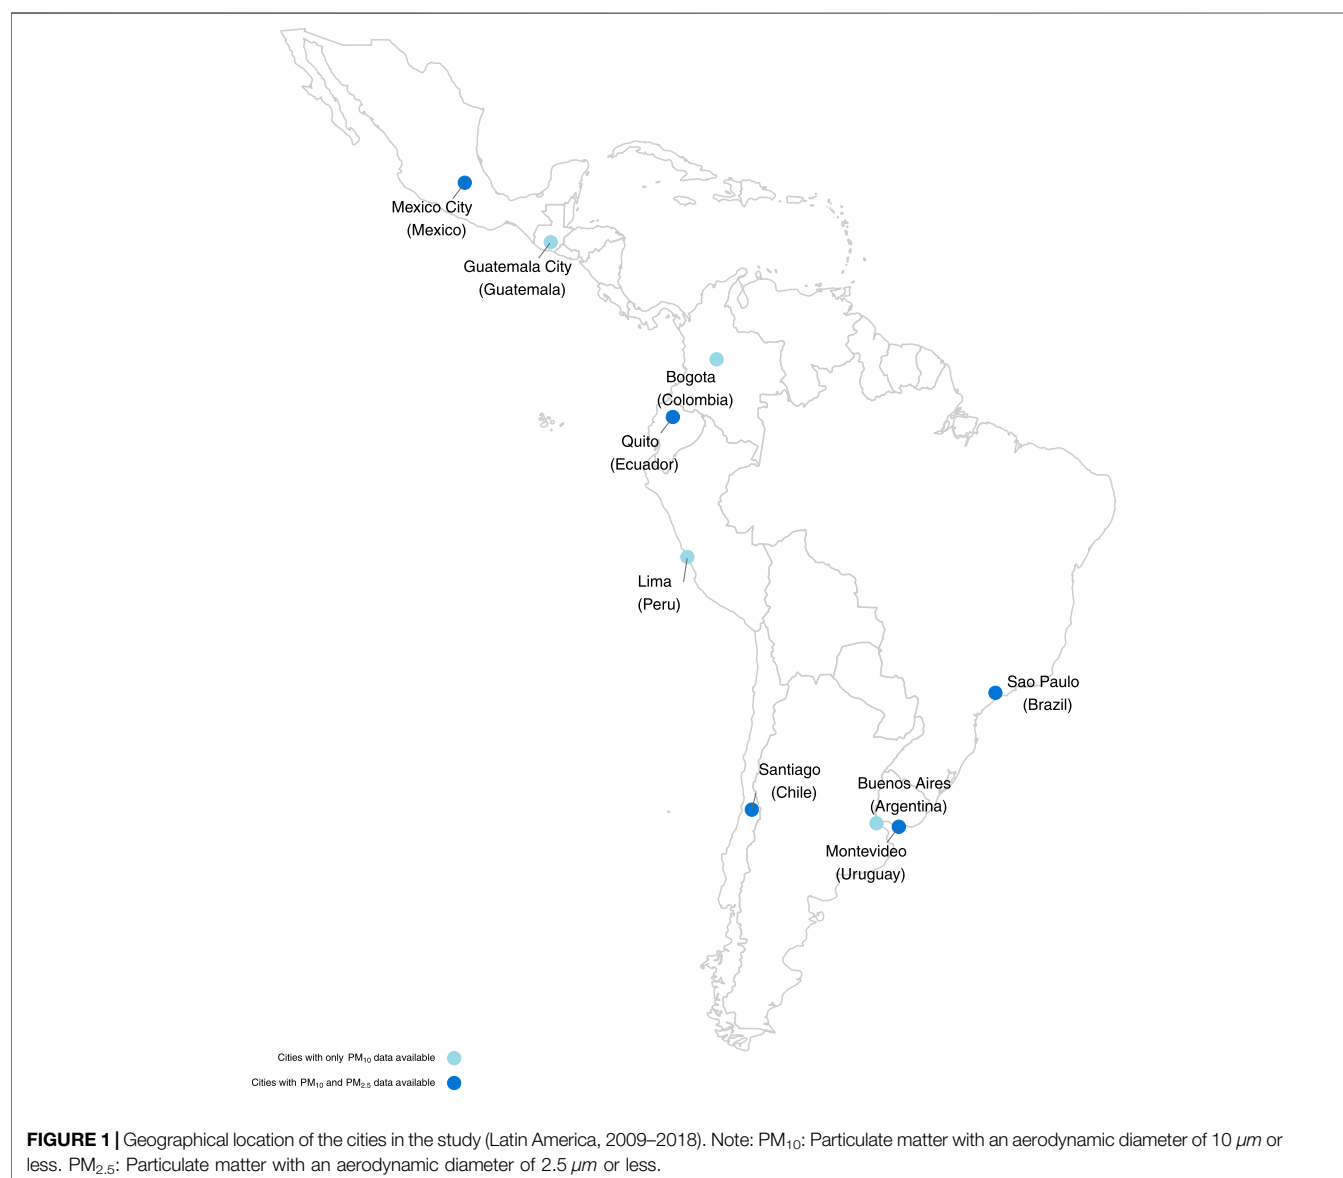 Mexico City
(Mexico)
Guatemala City
(Guatemala)
Bogota
(Colombia)
Quito
(Ecuador)
Lima
(Peru)
Sao Paulo
(Brazil)
Santiago
(Chile)
Buenos Aires
(Argentina)
Montevideo
(Uruguay)
Cities with only PM10 data available
Cities with PM10 and PM2.5 data available
FIGURE 1 | Geographical location of the cities in the study (Latin America, 2009–2018). Note: PM10: Particulate matter with an aerodynamic diameter of 10 µm or
less. PM2.5: Particulate matter with an aerodynamic diameter of 2.5 µm or less.